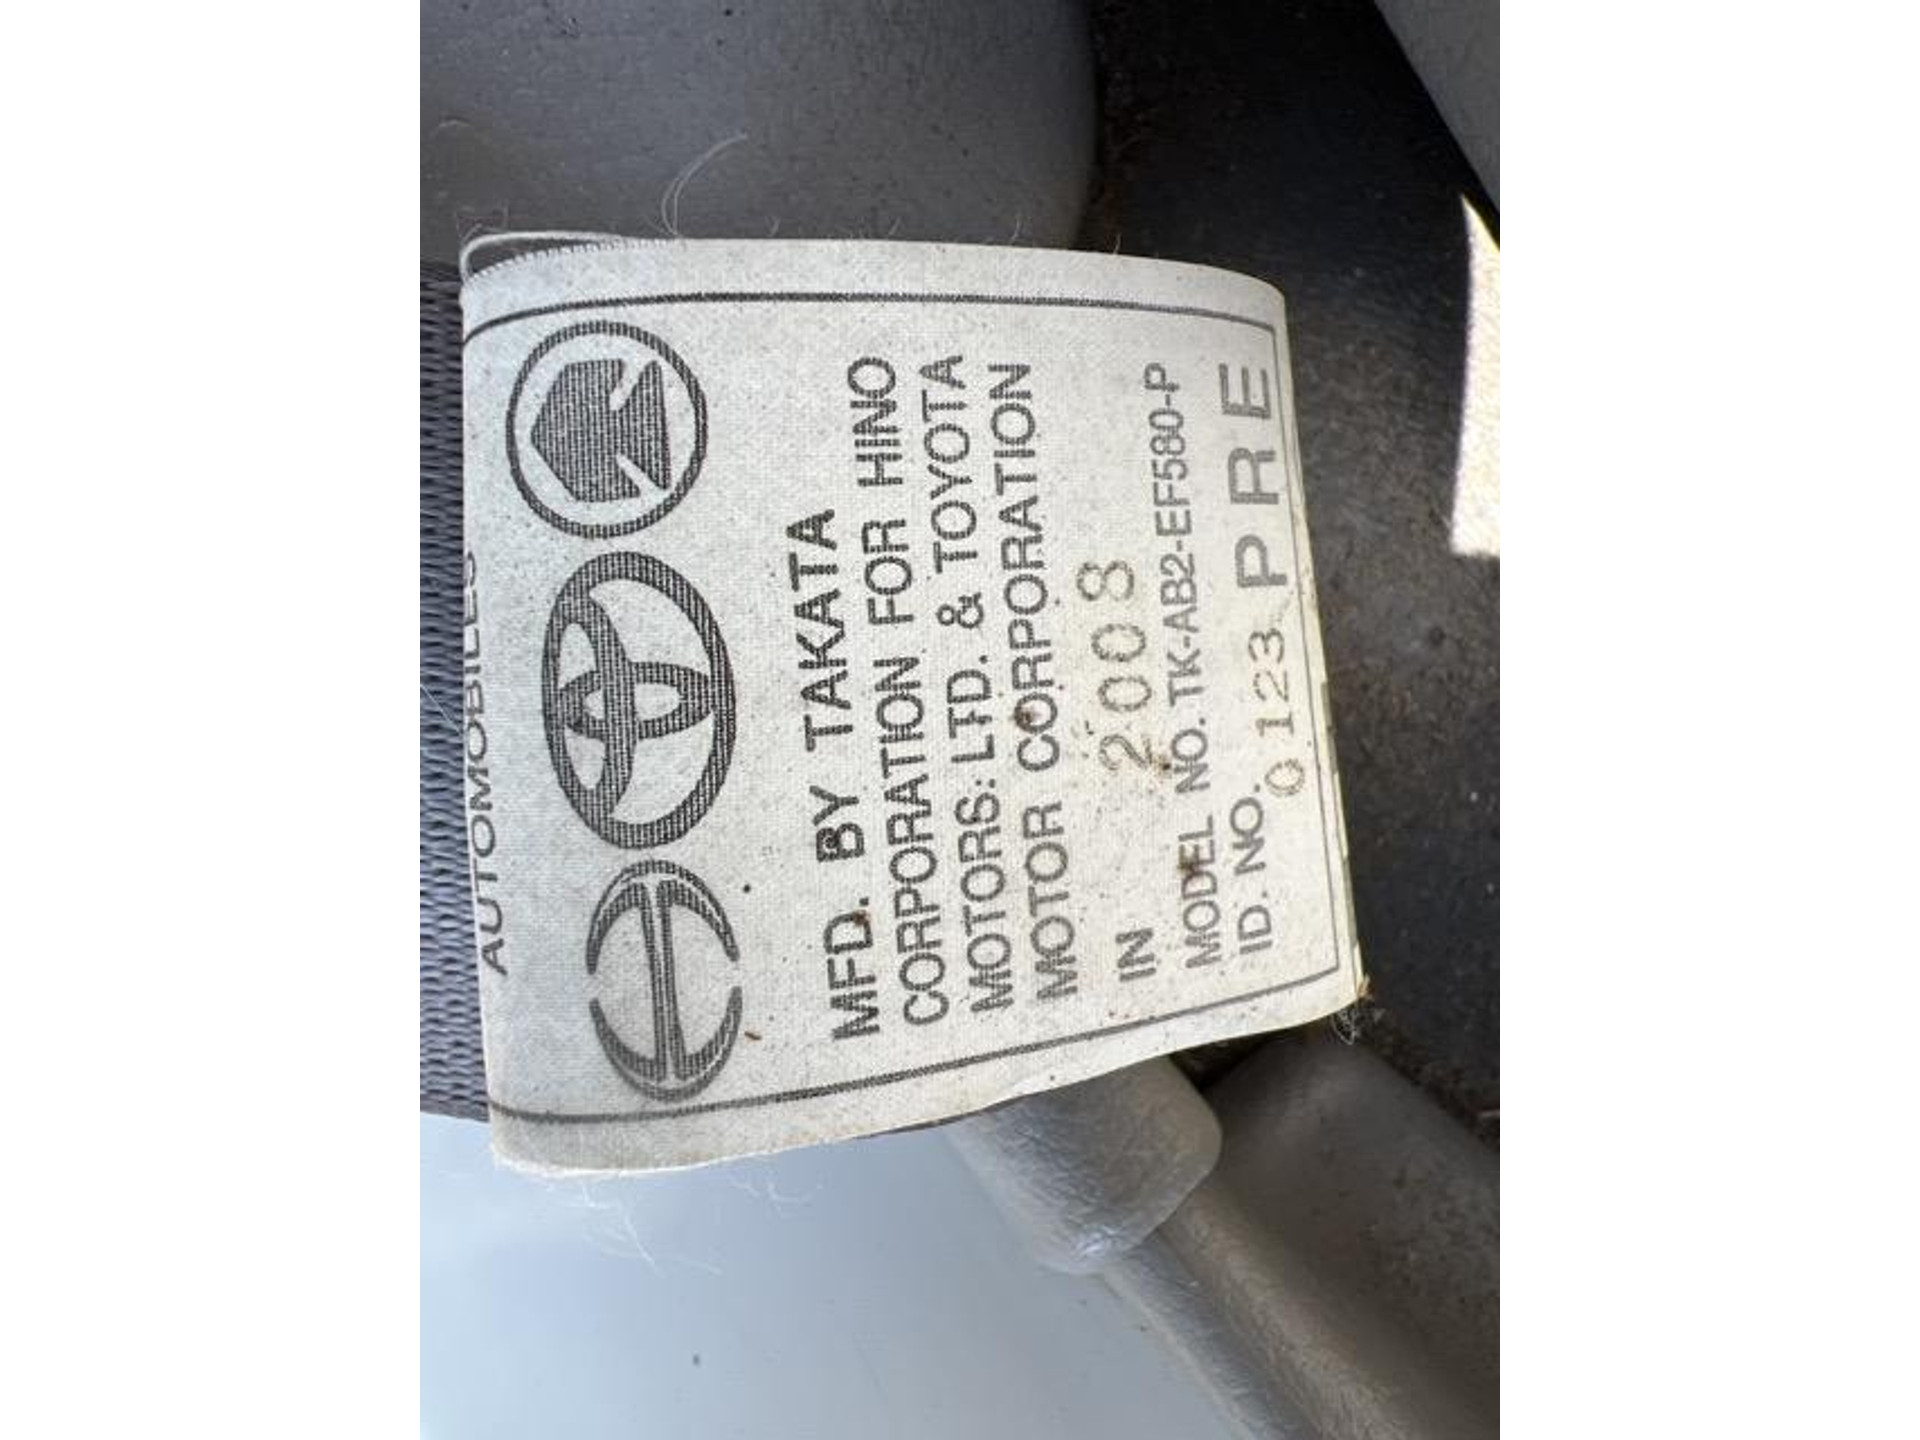 AUTOMOBILES
MFD. BY TAKATA
CORPORATION FOR HINO
MOTORS: LTD. & TOYOTA
MOTOR CORPORATION
IN 2008
MODEL NO. TK-AB2-EF580-P
ID. NO. 0123 PRE